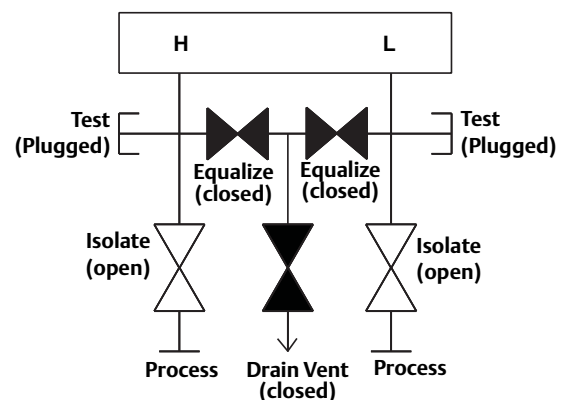 H
L
Test
(Plugged)
Test
(Plugged)
Equalize
(closed)
Equalize
(closed)
Isolate
(open)
Isolate
(open)
Process
Drain Vent
(closed)
Process